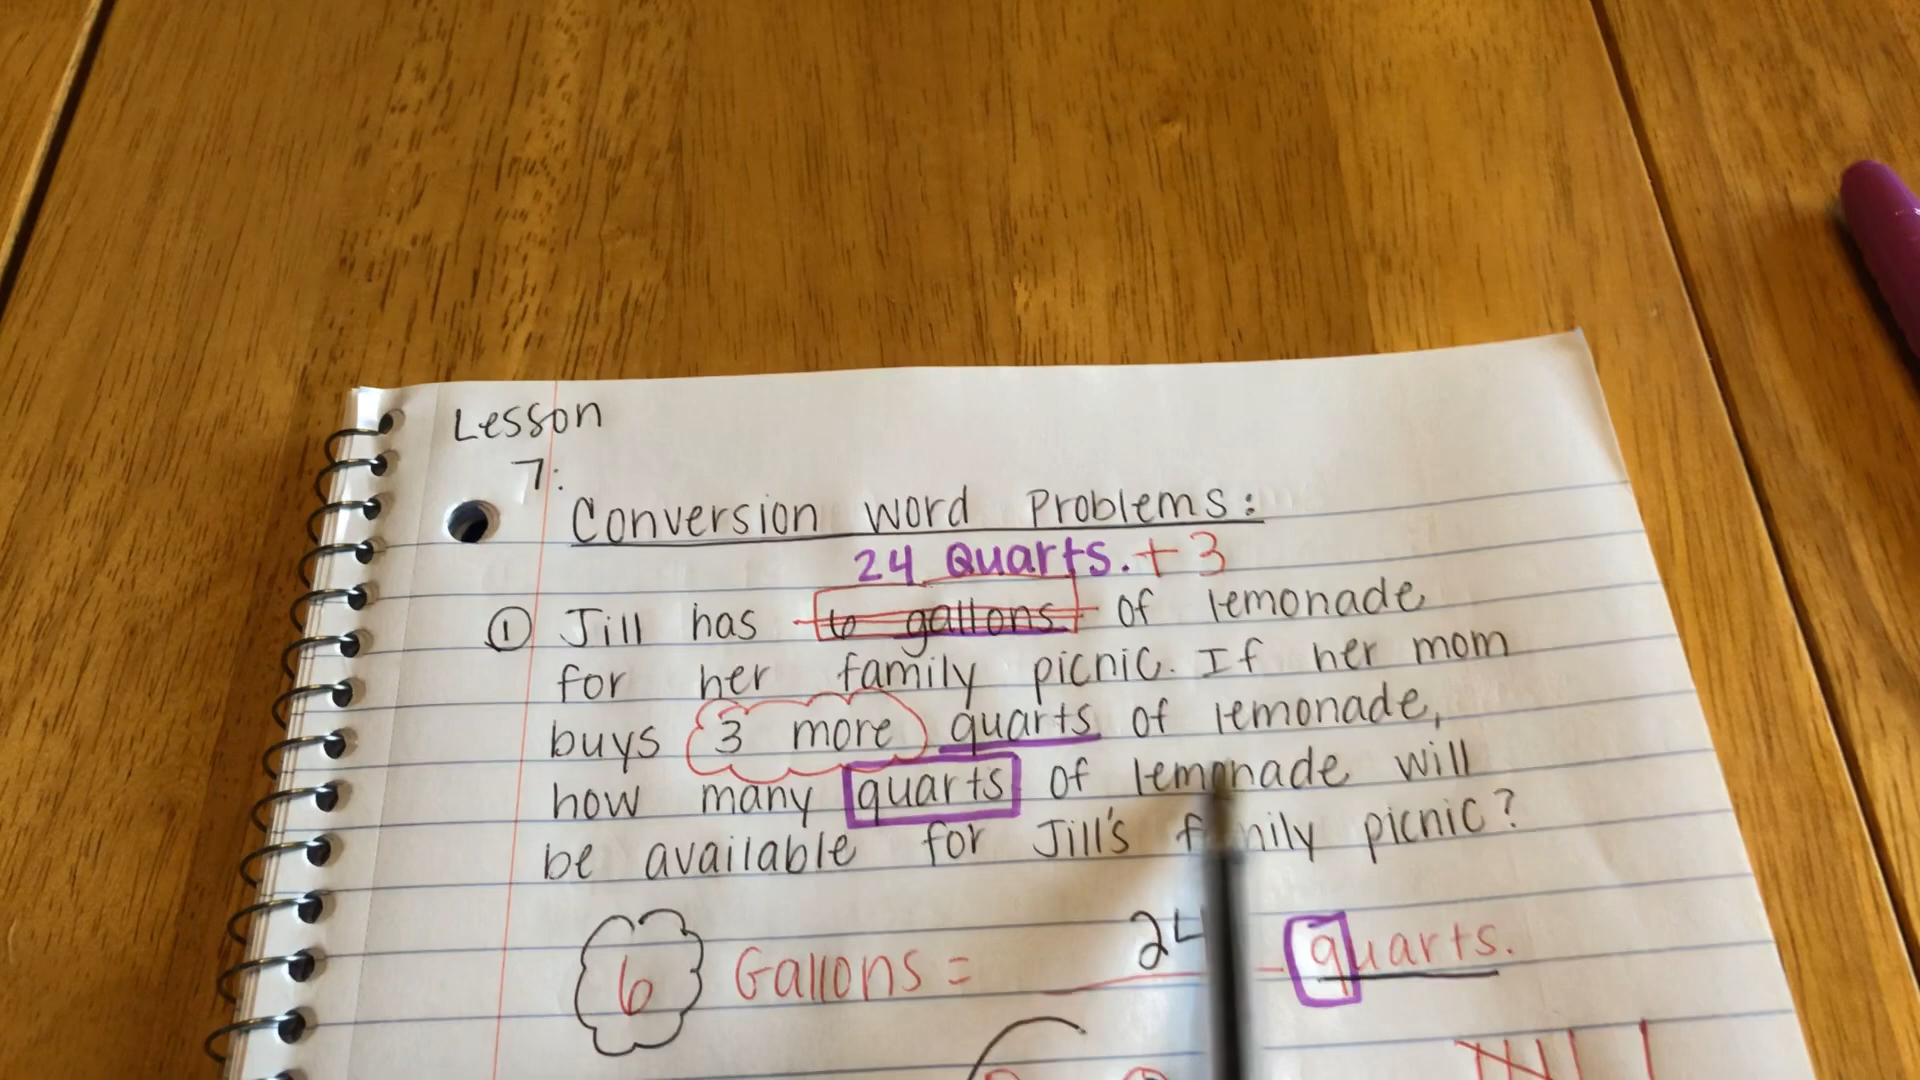 Lesson
7:
Conversion word Problems:
24 Quarts. + 3
① Jill has 6 gallons of lemonade
for her family picnic. If her mom
buys 3 more quarts of lemonade,
how many quarts of lemonade will
be available for Jill's family picnic?
6 Gallons = 24 quarts.